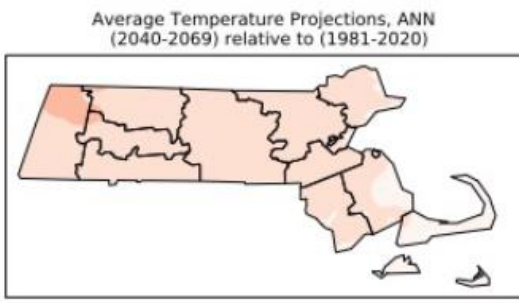 Average Temperature Projections, ANN
(2040-2069) relative to (1981-2020)